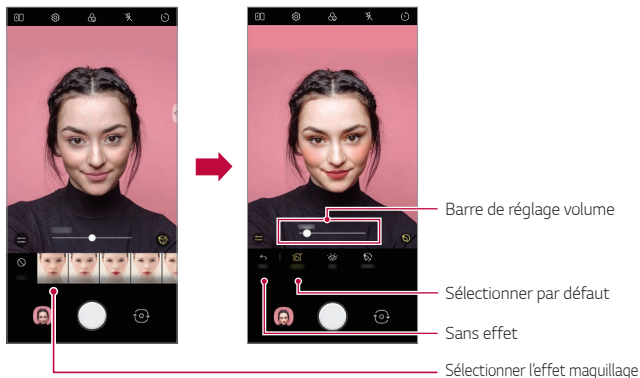 Barre de réglage volume
Sélectionner par défaut
Sans effet
Sélectionner l'effet maquillage